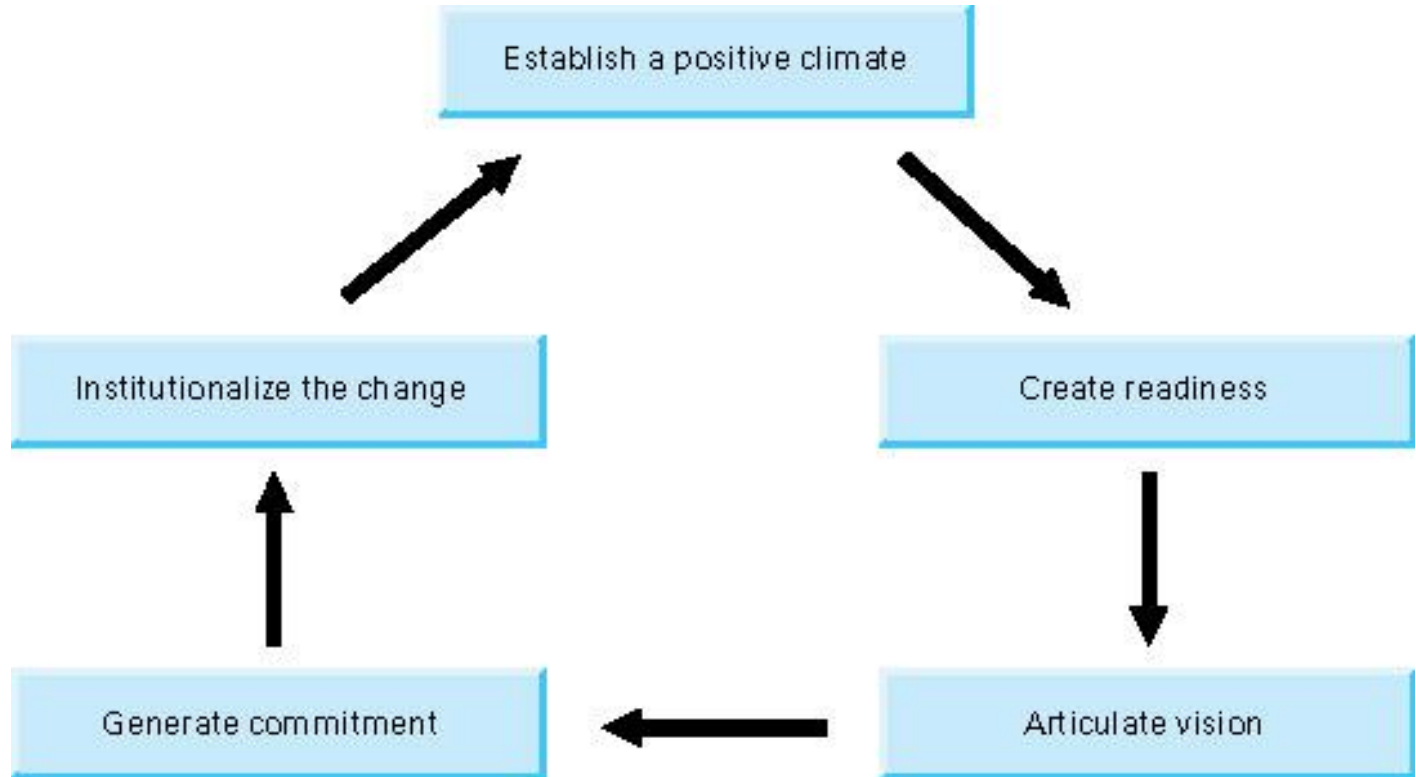 Establish a positive climate
Institutionalize the change
Create readiness
Generate commitment
Articulate vision